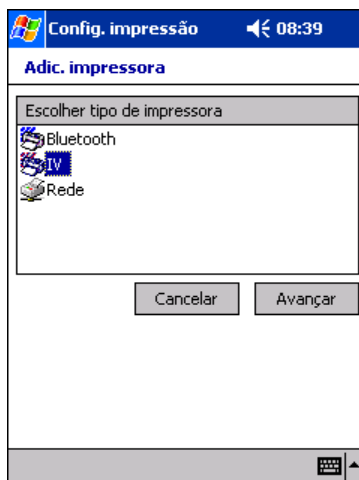 Config. impressão 08:39
Adic. impressora
Escolher tipo de impressora
Bluetooth
IV
Rede
Cancelar Avançar